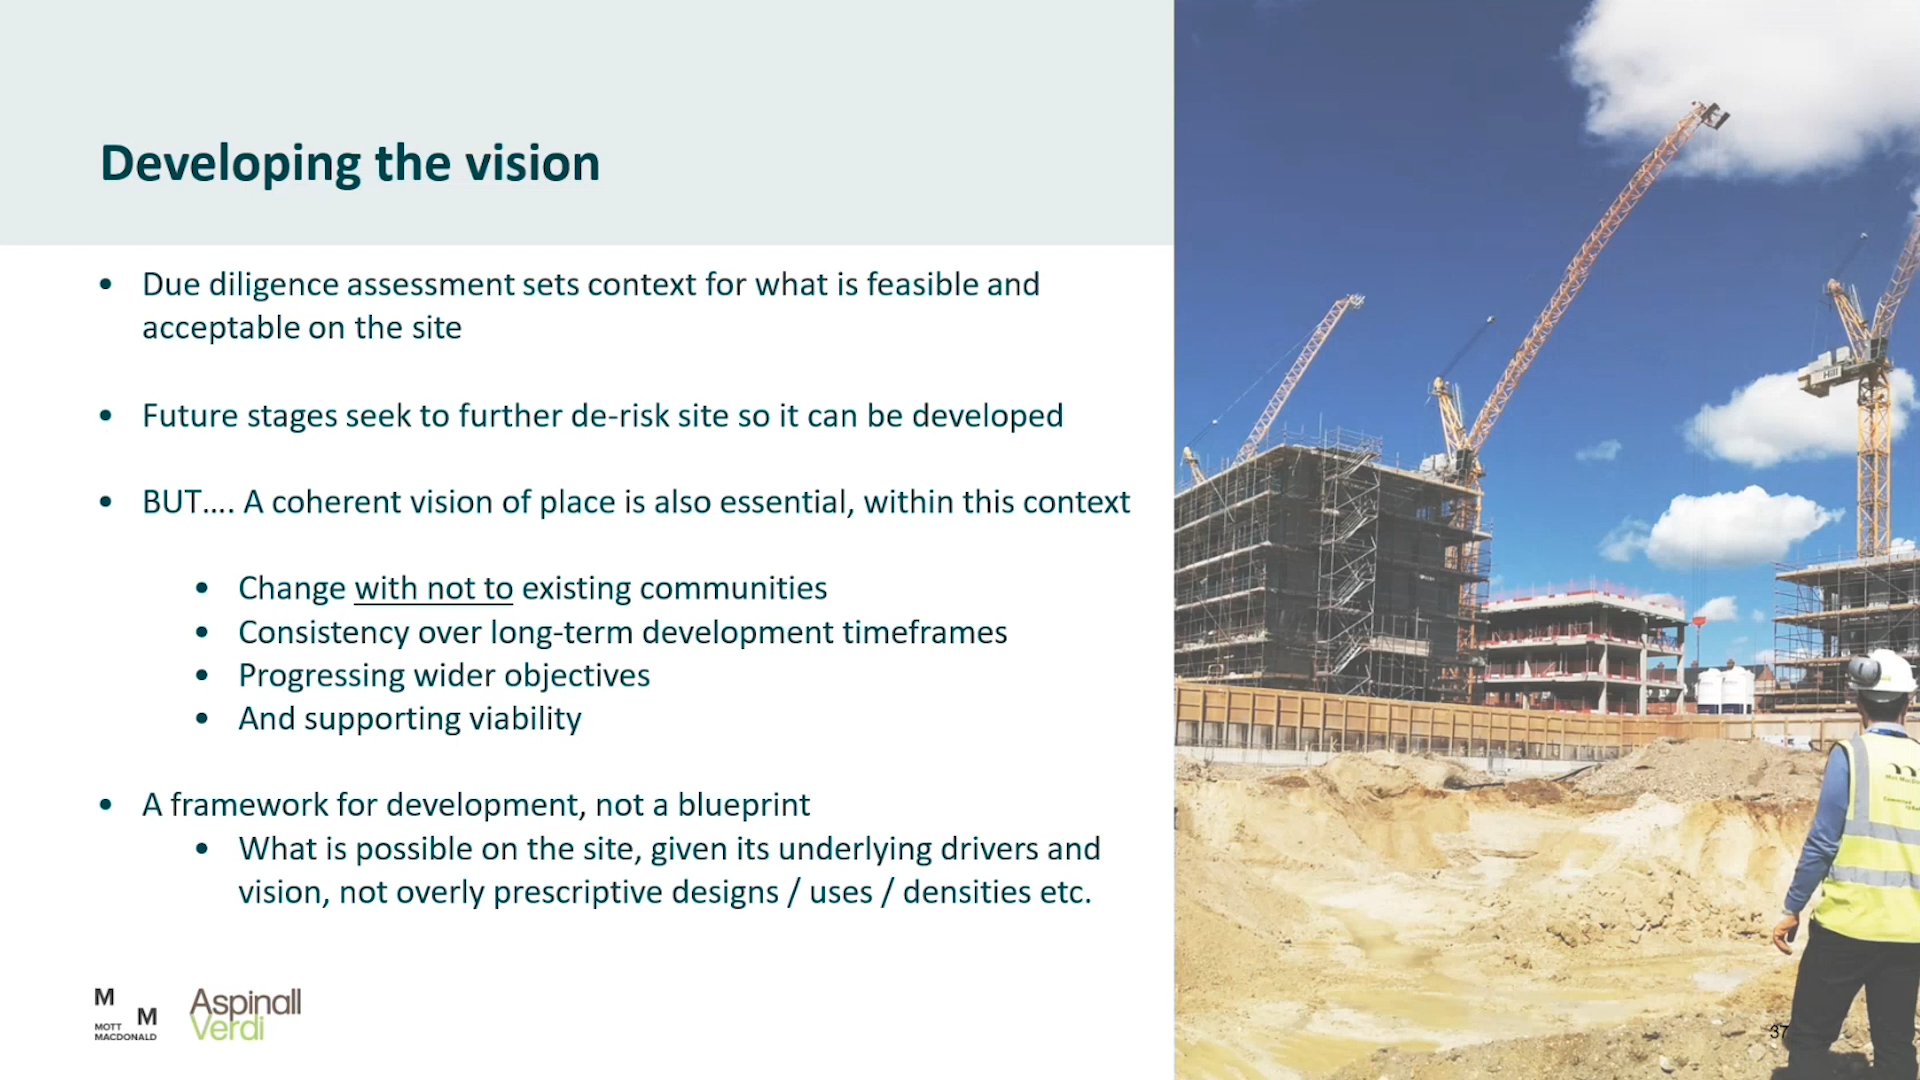 Developing the vision
• Due diligence assessment sets context for what is feasible and
acceptable on the site
• Future stages seek to further de-risk site so it can be developed
• BUT.... A coherent vision of place is also essential, within this context
• Change with not to existing communities
• Consistency over long-term development timeframes
• Progressing wider objectives
• And supporting viability
• A framework for development, not a blueprint
• What is possible on the site, given its underlying drivers and
vision, not overly prescriptive designs / uses / densities etc.
M
M
MOTT
MACDONALD
Aspinall
Verdi
Hill
37